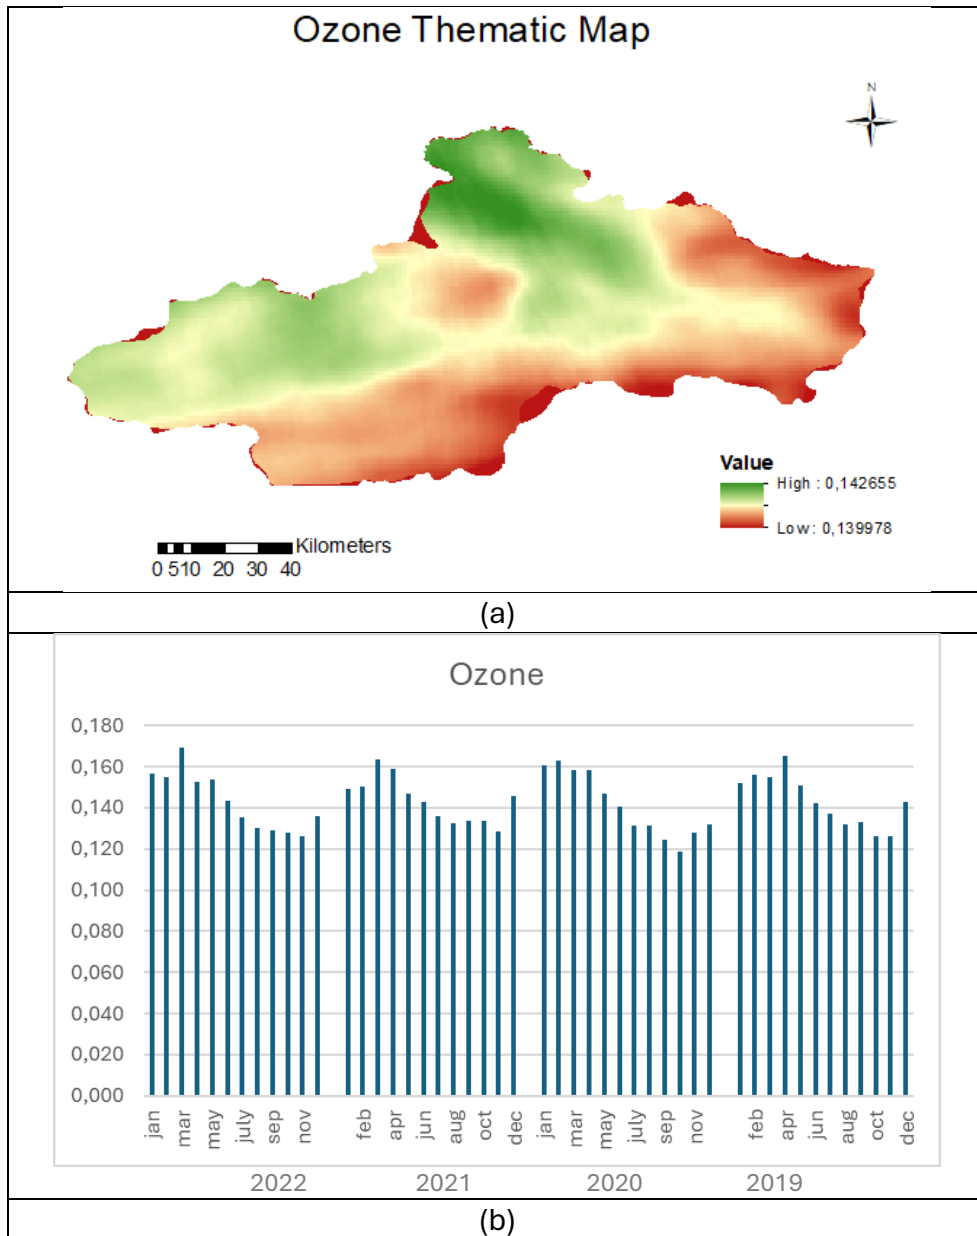 Ozone Thematic Map
N
Value
High : 0,142655
Low : 0,139978
Kilometers
0 510 20 30 40
(a)
Ozone
0,180
0,160
0,140
0,120
0,100
0,080
0,060
0,040
0,020
0,000
jan mar may july sep nov feb apr jun aug oct dec jan mar may july sep nov feb apr jun aug oct dec
2022 2021 2020 2019
(b)